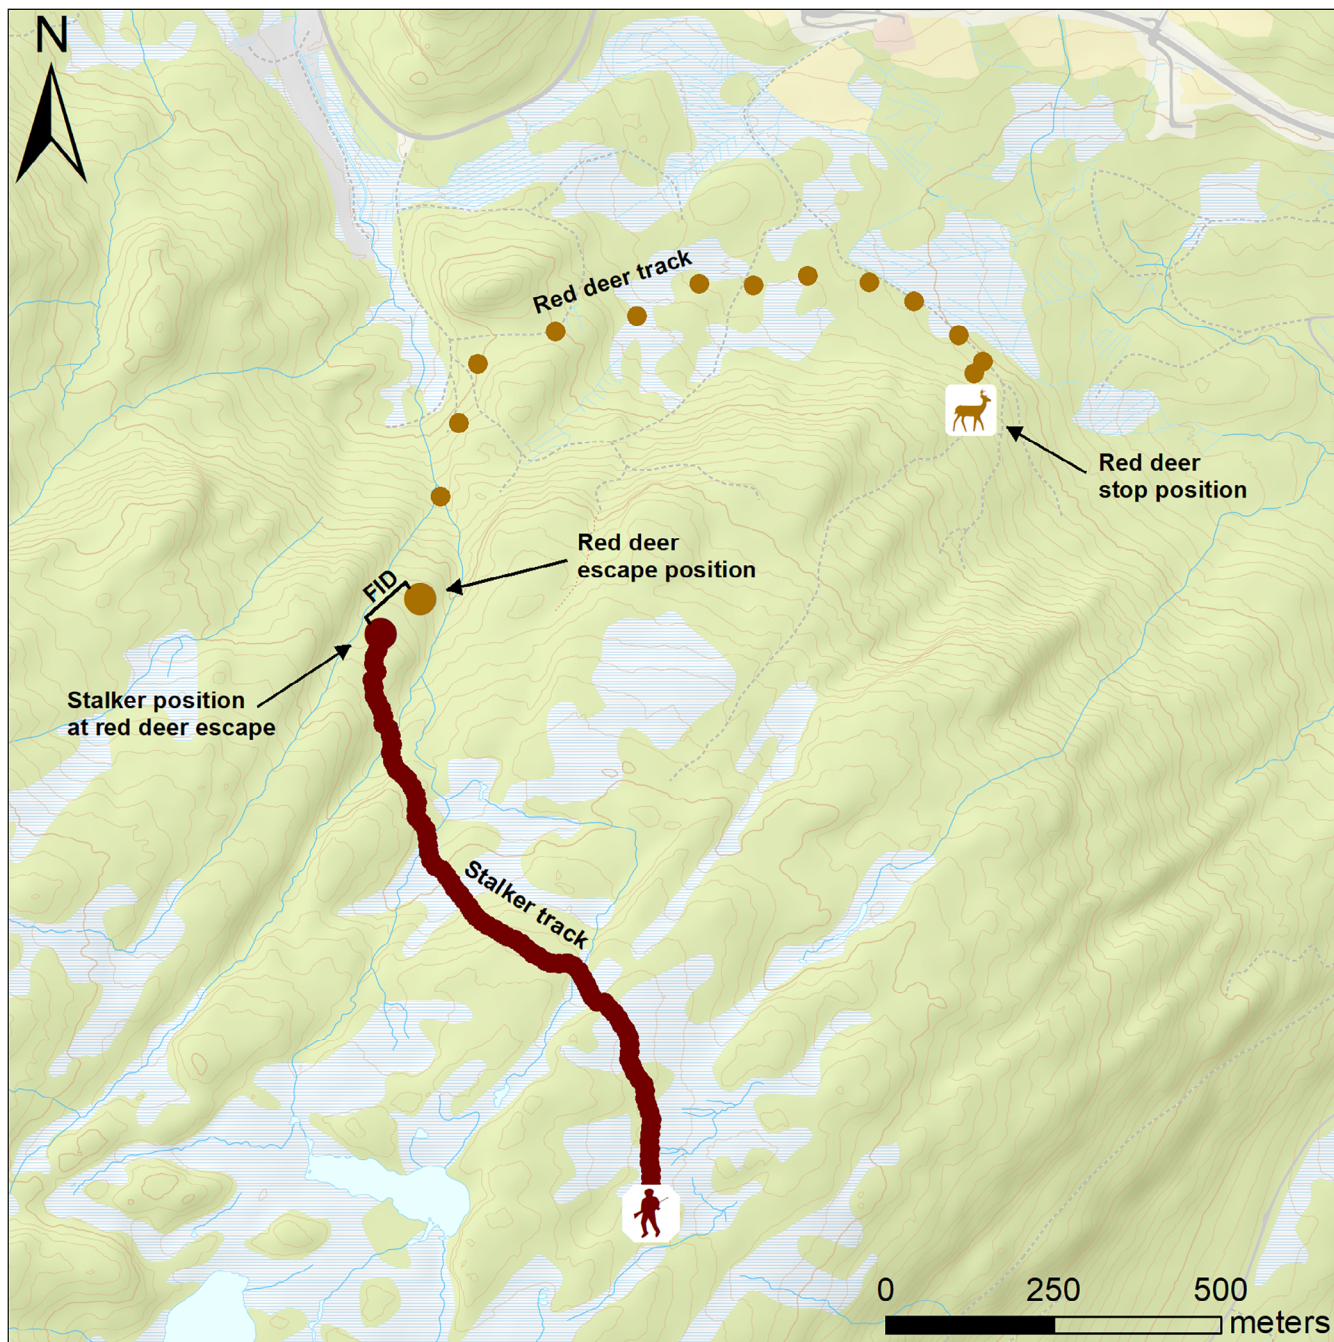 N
Red deer track
Red deer
stop position
Red deer
escape position
FID
Stalker position
at red deer escape
Stalker track
0 250 500
meters